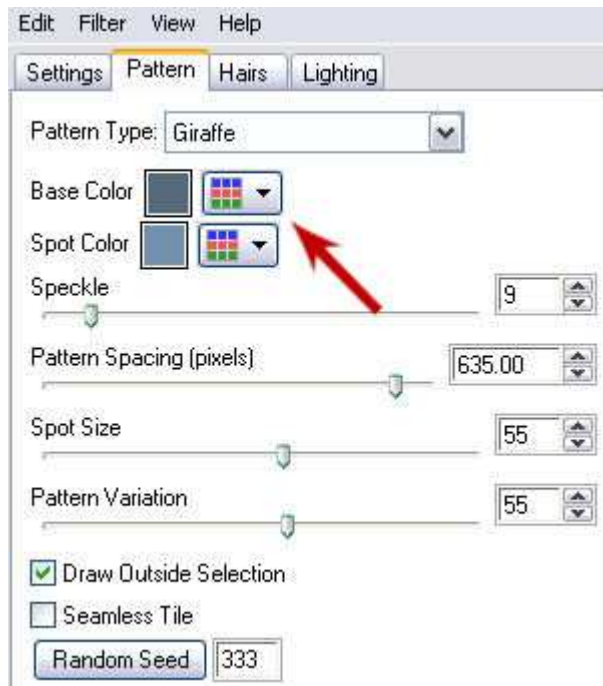 Edit Filter View Help
Settings Pattern Hairs Lighting
Pattern Type: Giraffe
Base Color
Spot Color
Speckle 9
Pattern Spacing (pixels) 635.00
Spot Size 55
Pattern Variation 55
Draw Outside Selection
Seamless Tile
Random Seed 333